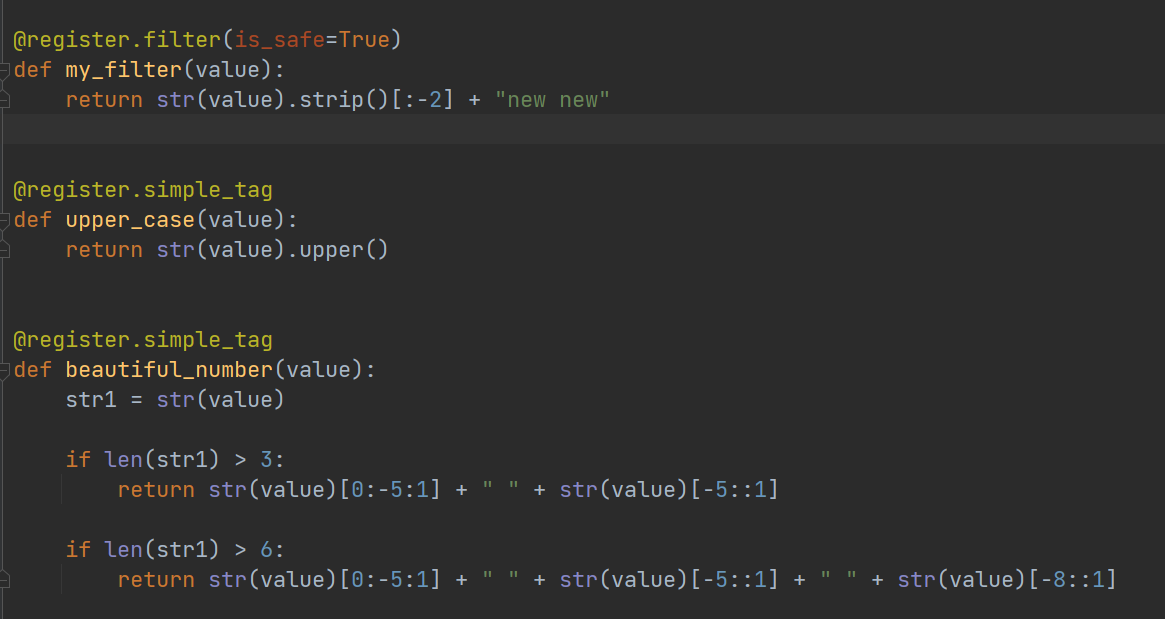 @register.filter(is_safe=True)
def my_filter(value):
    return str(value).strip()[:-2] + "new new"
@register.simple_tag
def upper_case(value):
    return str(value).upper()
@register.simple_tag
def beautiful_number(value):
    str1 = str(value)
    if len(str1) > 3:
        return str(value)[0:-5:1] + " " + str(value)[-5::1]
    if len(str1) > 6:
        return str(value)[0:-5:1] + " " + str(value)[-5::1] + " " + str(value)[-8::1]